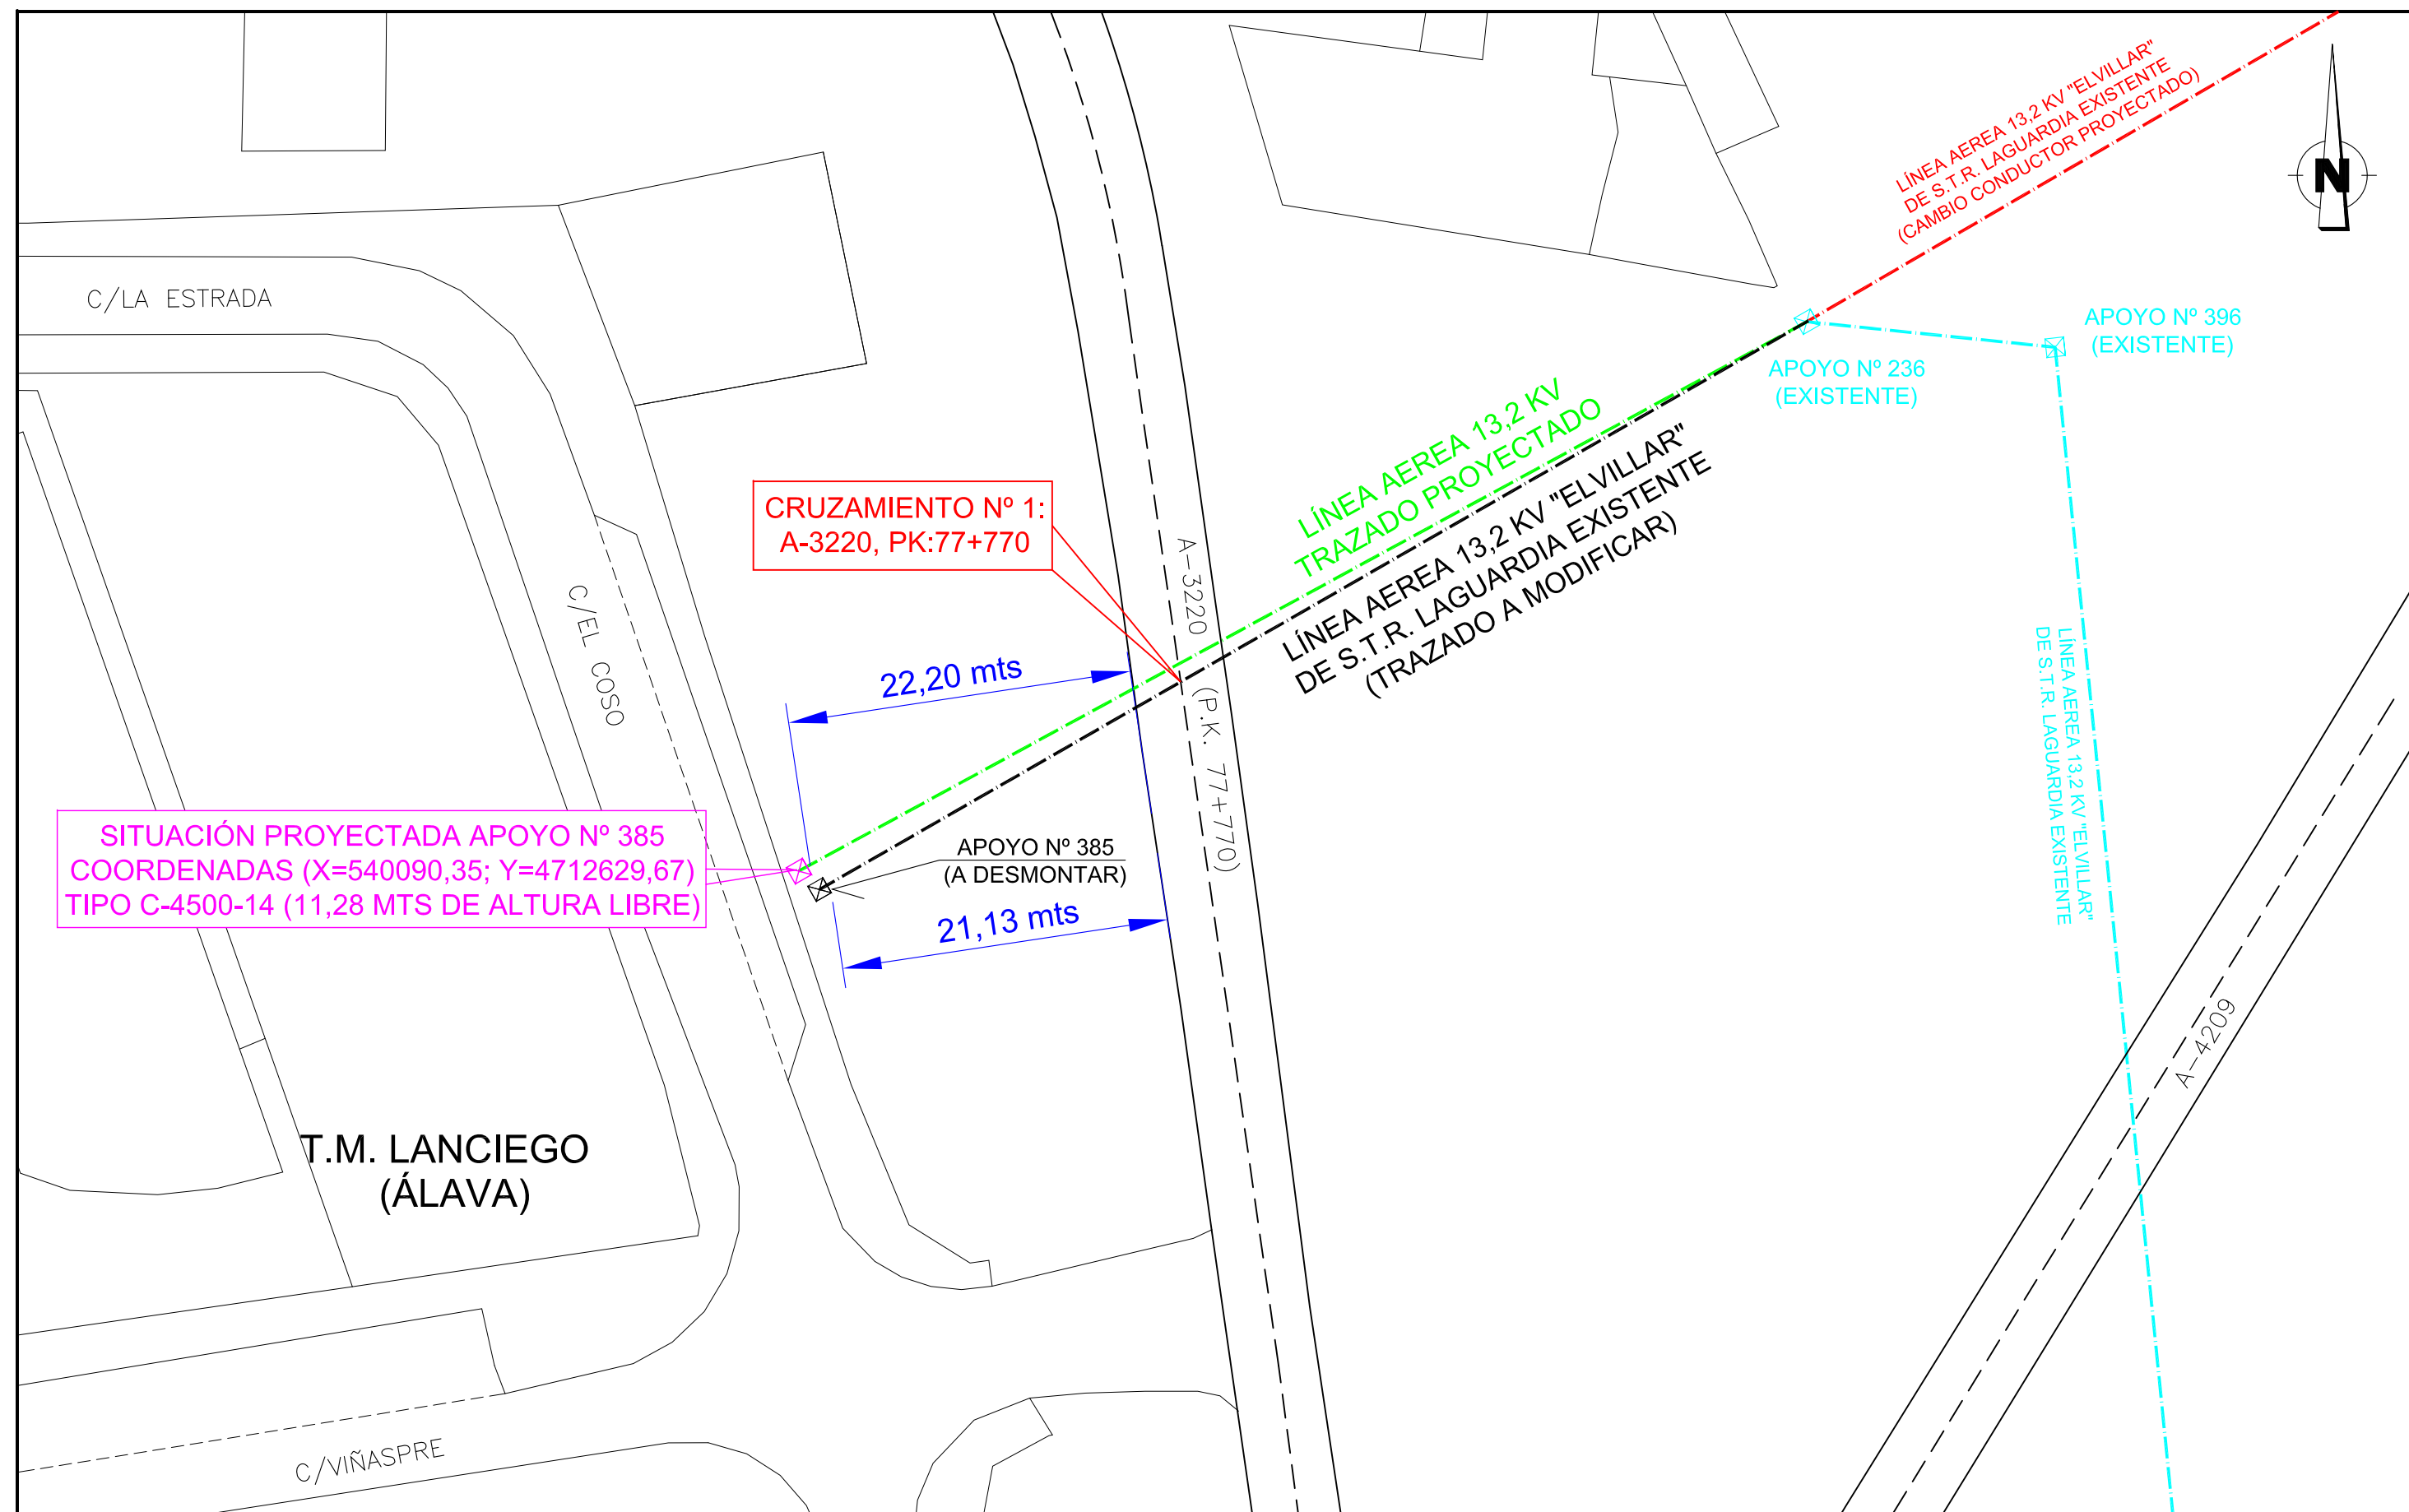 LÍNEA AEREA 13,2 KV "ELVILLAR"
DE S.T.R. LAGUARDIA EXISTENTE
(CAMBIO CONDUCTOR PROYECTADO)
N
C/LA ESTRADA
APOYO Nº 396
(EXISTENTE)
APOYO Nº 236
(EXISTENTE)
LÍNEA AEREA 13,2 KV
TRAZADO PROYECTADO
LÍNEA AEREA 13,2 KV "ELVILLAR"
DE S.T.R. LAGUARDIA EXISTENTE
(TRAZADO A MODIFICAR)
CRUZAMIENTO Nº 1:
A-3220, PK:77+770
A-3220 (P.K. 77+770)
C/EL COSO
22,20 mts
LÍNEA AEREA 13,2 KV "ELVILLAR"
DE S.T.R. LAGUARDIA EXISTENTE
SITUACIÓN PROYECTADA APOYO Nº 385
COORDENADAS (X=540090,35; Y=4712629,67)
TIPO C-4500-14 (11,28 MTS DE ALTURA LIBRE)
APOYO Nº 385
(A DESMONTAR)
21,13 mts
A-4209
T.M. LANCIEGO
(ÁLAVA)
C/VIÑASPRE